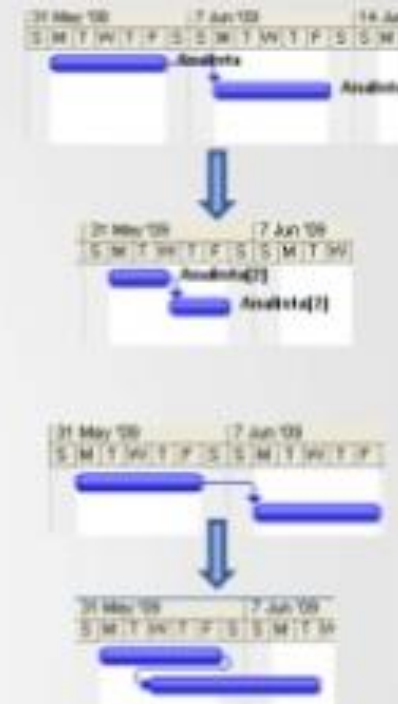 31 May '09 7 Jun '09 14 Jun
S M T W T F S S M T W T F S S M
Analista
Analista
31 May '09 7 Jun '09
S M T W T F S S M T W
Analista[2]
Analista[2]
31 May '09 7 Jun '09
S M T W T F S S M T W T F
31 May '09 7 Jun '09
S M T W T F S S M T W